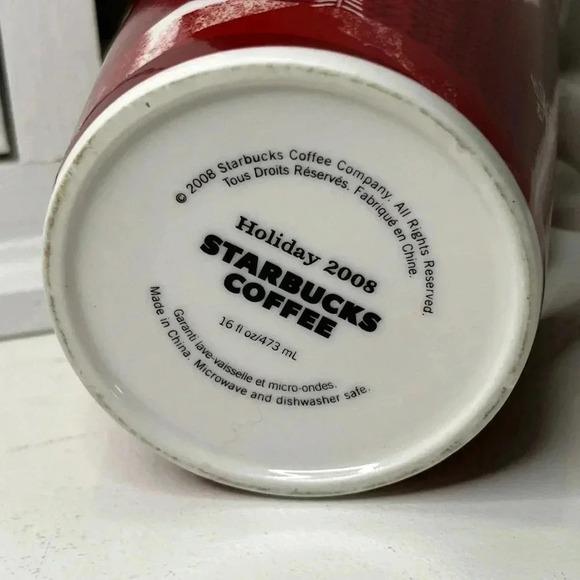 © 2008 Starbucks Coffee Company. All Rights Reserved.
Tous Droits Réservés. Fabriqué en Chine.
Holiday 2008
STARBUCKS
COFFEE
16 fl oz/473 mL
Garanti lave-vaisselle et micro-ondes.
Made in China. Microwave and dishwasher safe.